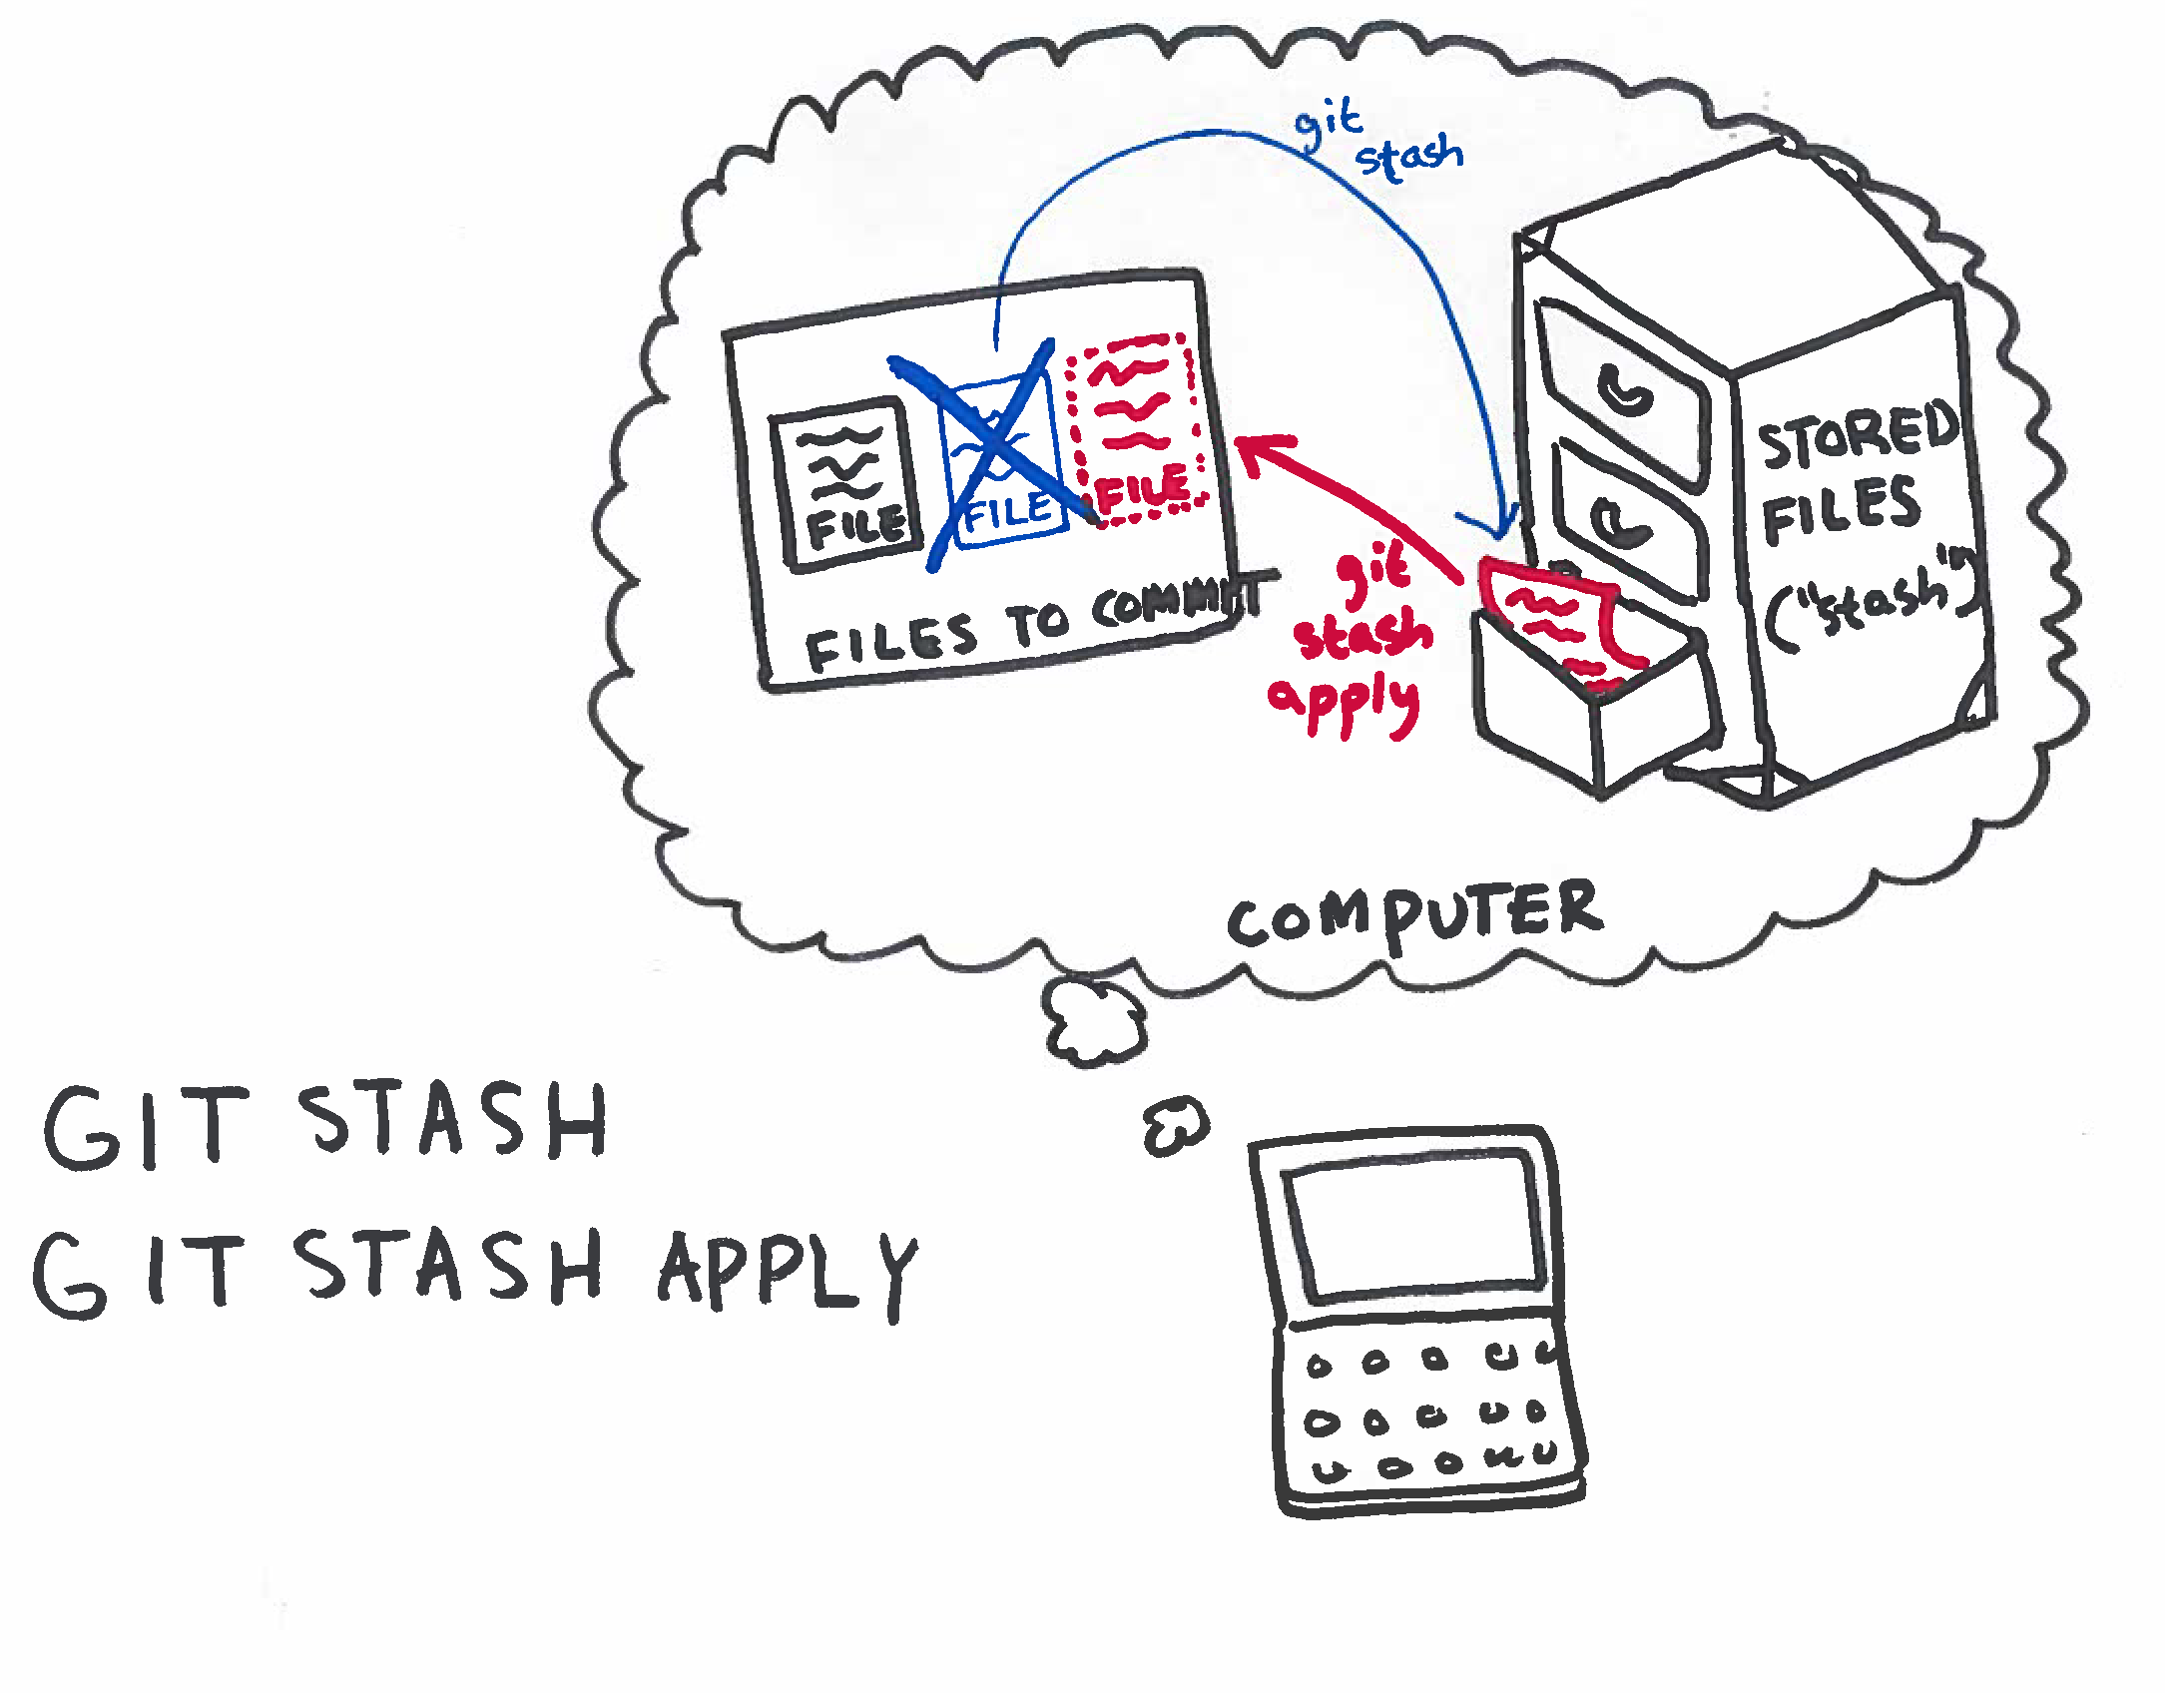 git
stash
FILE
FILE
FILE
FILES TO COMMIT
git
stash
apply
STORED
FILES
("stash")
COMPUTER
GIT STASH
GIT STASH APPLY